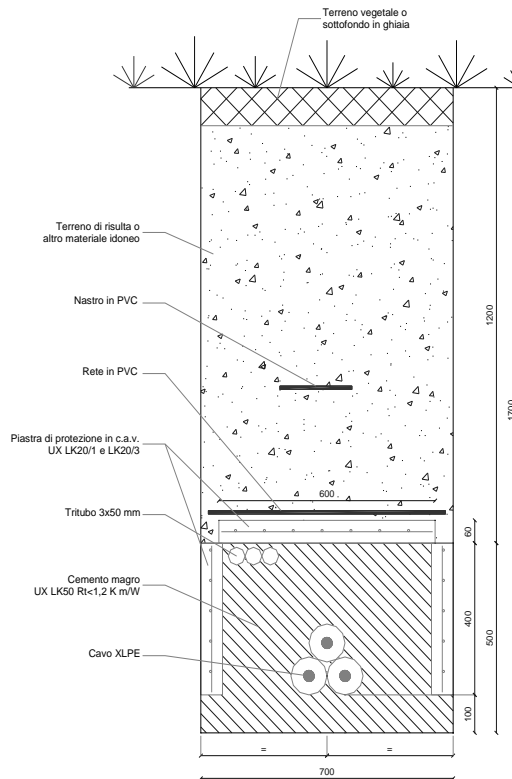 Terreno vegetale o
sottofondo in ghiaia
Terreno di risulta o
altro materiale idoneo
Nastro in PVC
1200
1700
Rete in PVC
Piastra di protezione in c.a.v.
UX LK20/1 e LK20/3
600
Tritubo 3x50 mm
60
Cemento magro
UX LK50 Rt<1,2 K m/W
400
500
Cavo XLPE
100
=
=
700